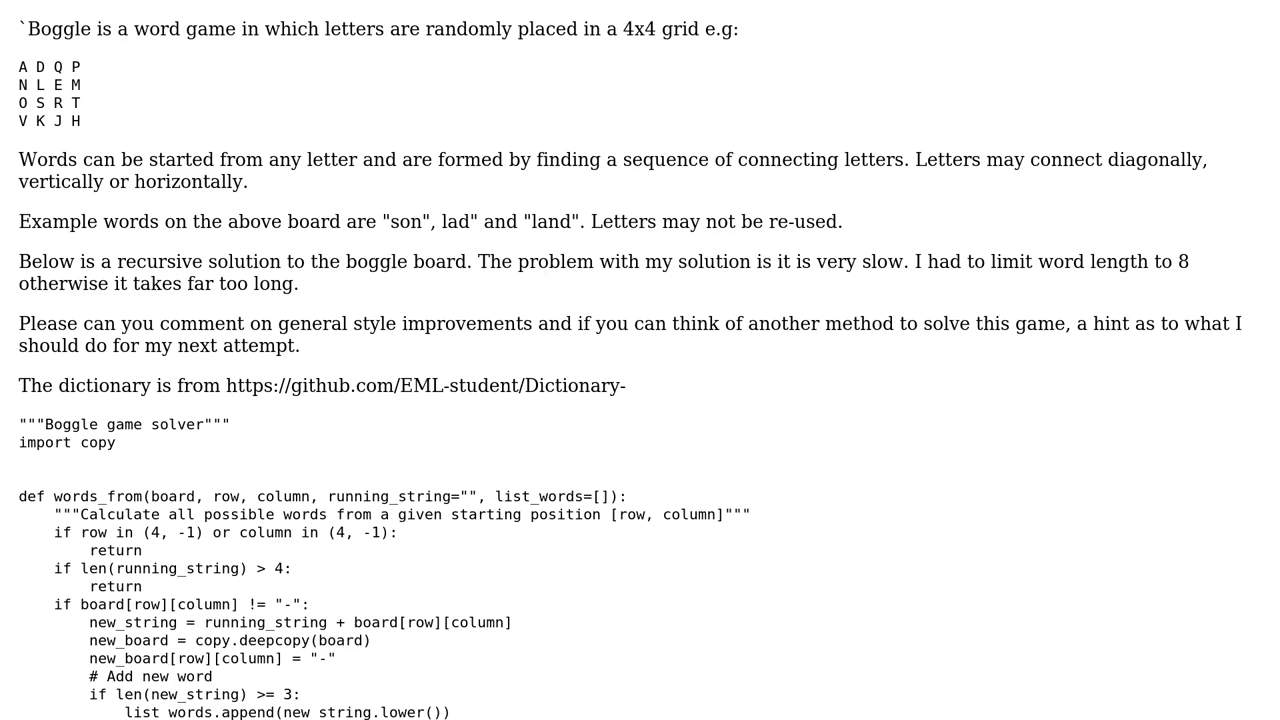 `Boggle is a word game in which letters are randomly placed in a 4x4 grid e.g:
A D Q P
N L E M
O S R T
V K J H
Words can be started from any letter and are formed by finding a sequence of connecting letters. Letters may connect diagonally,
vertically or horizontally.
Example words on the above board are "son", lad" and "land". Letters may not be re-used.
Below is a recursive solution to the boggle board. The problem with my solution is it is very slow. I had to limit word length to 8
otherwise it takes far too long.
Please can you comment on general style improvements and if you can think of another method to solve this game, a hint as to what I
should do for my next attempt.
The dictionary is from https://github.com/EML-student/Dictionary-
"""Boggle game solver"""
import copy
def words_from(board, row, column, running_string="", list_words=[]):
    """Calculate all possible words from a given starting position [row, column]"""
    if row in (4, -1) or column in (4, -1):
        return
    if len(running_string) > 4:
        return
    if board[row][column] != "-":
        new_string = running_string + board[row][column]
        new_board = copy.deepcopy(board)
        new_board[row][column] = "-"
        # Add new word
        if len(new_string) >= 3:
            list_words.append(new_string.lower())